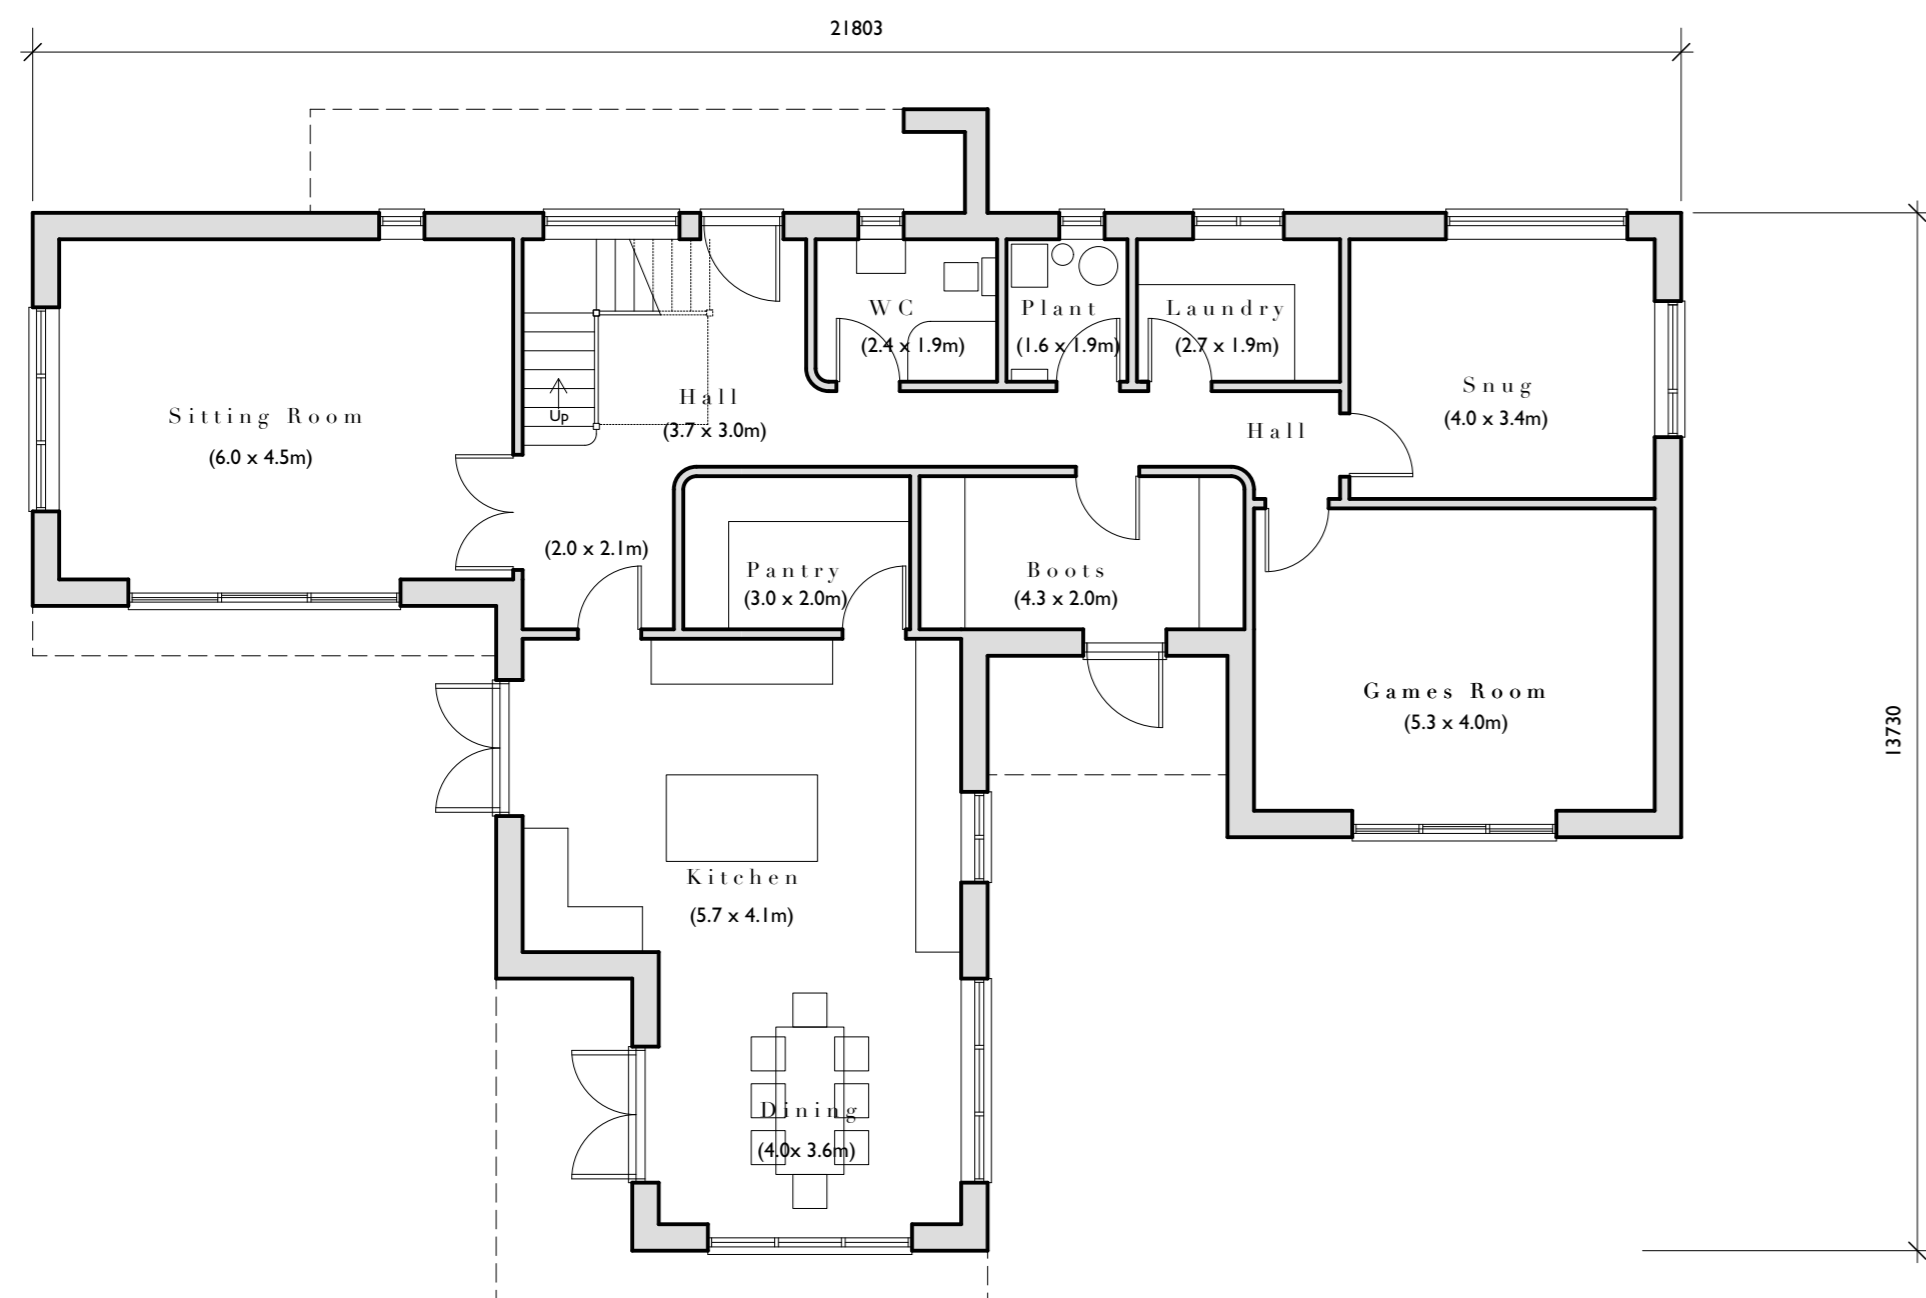 21803
WC
(2.4 x 1.9m)
Plant
(1.6 x 1.9m)
Laundry
(2.7 x 1.9m)
Snug
(4.0 x 3.4m)
Sitting Room
(6.0 x 4.5m)
Up
Hall
(3.7 x 3.0m)
Hall
(2.0 x 2.1m)
Pantry
(3.0 x 2.0m)
Boots
(4.3 x 2.0m)
Games Room
(5.3 x 4.0m)
13730
Kitchen
(5.7 x 4.1m)
Dining
(4.0x 3.6m)